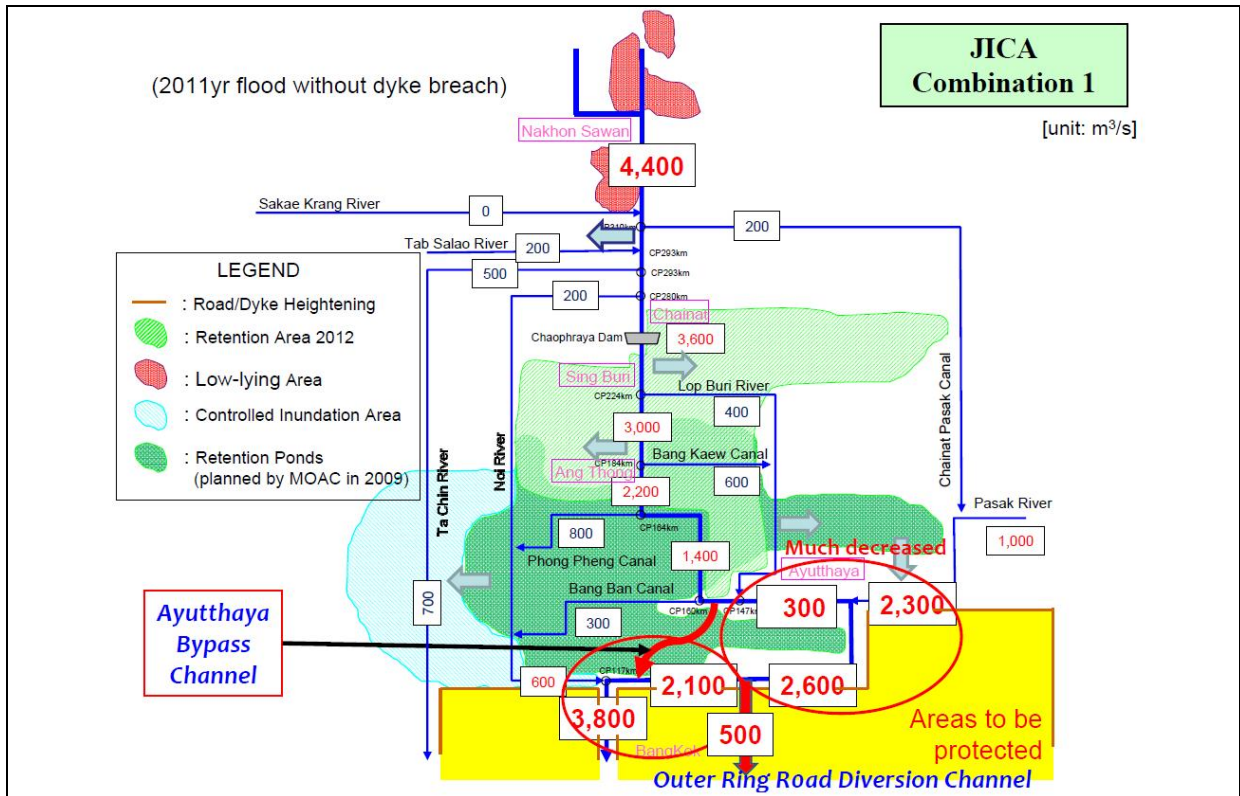 JICA
Combination 1
(2011yr flood without dyke breach)
[unit: m³/s]
Nakhon Sawan
4,400
Sakae Krang River
0
200
Tab Salao River
200
CP293km
LEGEND
: Road/Dyke Heightening
: Retention Area 2012
: Low-lying Area
: Controlled Inundation Area
: Retention Ponds
(planned by MOAC in 2009)
500
CP293km
200
CP280km
Chainat
Chaophraya Dam
3,600
Sing Buri
Lop Buri River
CP224km
400
3,000
Bang Kaew Canal
CP184km
Ang Thong
600
2,200
Ta Chin River
Noi River
Chainat Pasak Canal
Pasak River
1,000
CP164km
800
Phong Pheng Canal
1,400
Much decreased
Ayutthaya
Bang Ban Canal
CP160km
CP147km
300
2,300
700
300
Ayutthaya
Bypass
Channel
CP117km
600
2,100
2,600
3,800
500
Areas to be
protected
BangKok
Outer Ring Road Diversion Channel